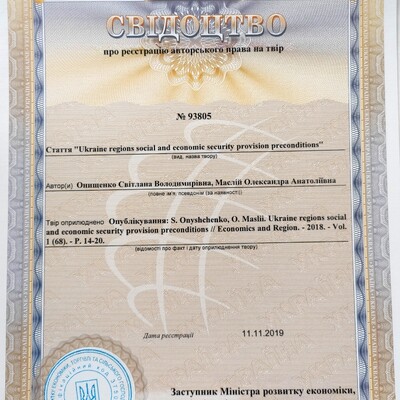 СВІДОЦТВО
про реєстрацію авторського права на твір
№ 93805
Стаття "Ukraine regions social and economic security provision preconditions"
(вид, назва твору)
Автор(и) Онищенко Світлана Володимирівна, Маслій Олександра Анатоліївна
(повне ім'я, псевдонім (за наявності))
Твір оприлюднено Опублікування: S. Onyshchenko, O. Maslii. Ukraine regions social
and economic security provision preconditions // Economics and Region. - 2018. - Vol.
1 (68). - P. 14-20.
(відомості про факт і дату оприлюднення твору)
Дата реєстрації 11.11.2019
Заступник Міністра розвитку економіки,